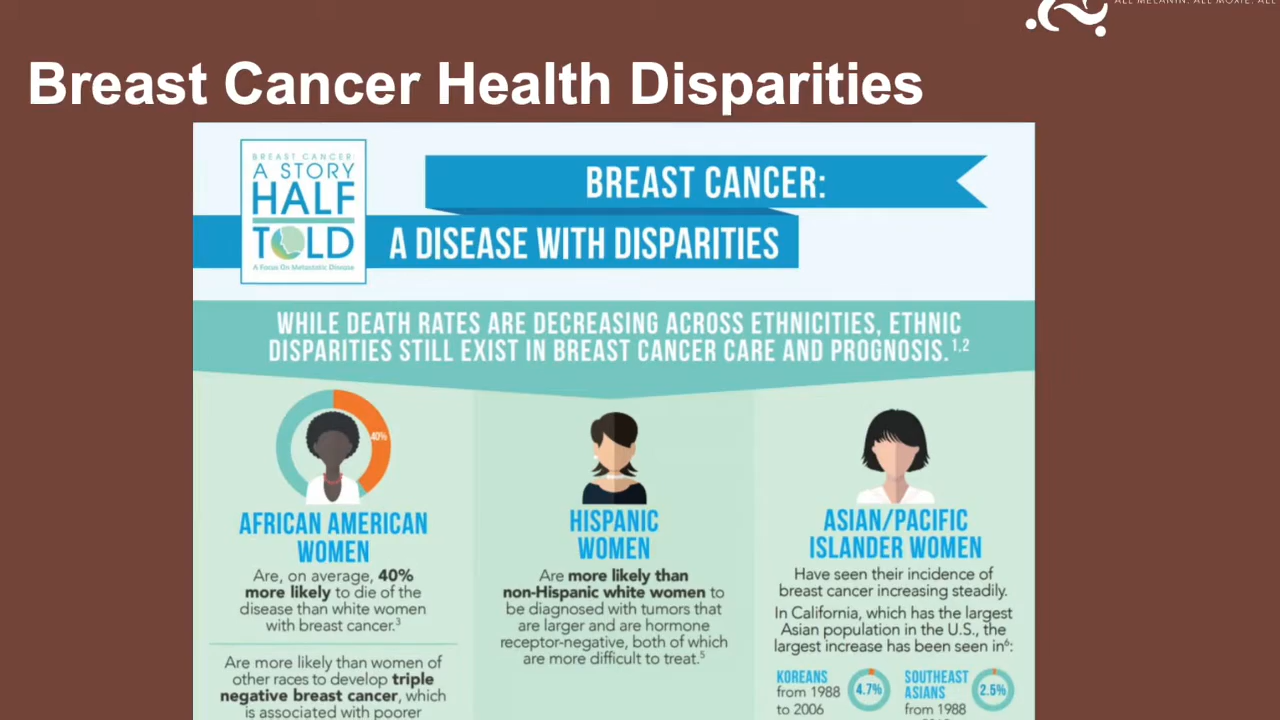 ALL MELANIN. ALL MOXIE. ALL
Breast Cancer Health Disparities
BREAST CANCER:
A STORY
HALF
TOLD
A Focus On Metastatic Disease
BREAST CANCER:
A DISEASE WITH DISPARITIES
WHILE DEATH RATES ARE DECREASING ACROSS ETHNICITIES, ETHNIC
DISPARITIES STILL EXIST IN BREAST CANCER CARE AND PROGNOSIS.1,2
40%
AFRICAN AMERICAN
WOMEN
Are, on average, 40%
more likely to die of the
disease than white women
with breast cancer.3
Are more likely than women of
other races to develop triple
negative breast cancer, which
is associated with poorer
HISPANIC
WOMEN
Are more likely than
non-Hispanic white women to
be diagnosed with tumors that
are larger and are hormone
receptor-negative, both of which
are more difficult to treat.5
ASIAN/PACIFIC
ISLANDER WOMEN
Have seen their incidence of
breast cancer increasing steadily.
In California, which has the largest
Asian population in the U.S., the
largest increase has been seen in6:
KOREANS
from 1988
to 2006
4.7%
SOUTHEAST
ASIANS
from 1988
2.5%